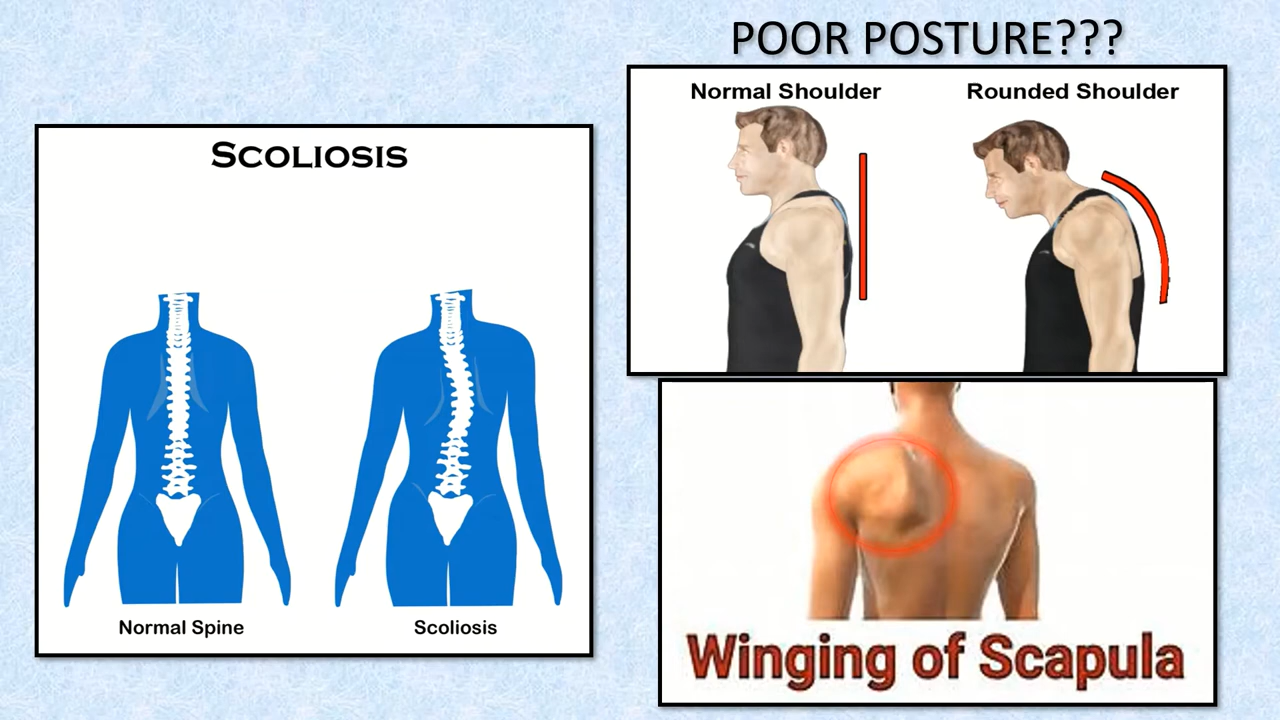 POOR POSTURE???
SCOLIOSIS
Normal Spine
Scoliosis
Normal Shoulder
Rounded Shoulder
Winging of Scapula